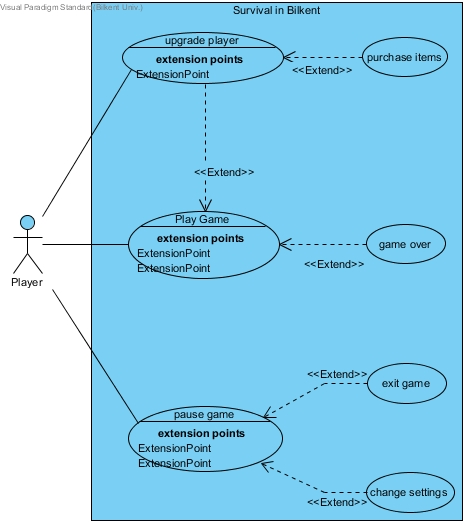 Visual Paradigm Standard(Bilkent Univ.)
Survival in Bilkent
upgrade player
extension points
ExtensionPoint
<<Extend>>
purchase items
<<Extend>>
Play Game
extension points
ExtensionPoint
ExtensionPoint
<<Extend>>
game over
Player
<<Extend>>
exit game
pause game
extension points
ExtensionPoint
ExtensionPoint
<<Extend>>
change settings